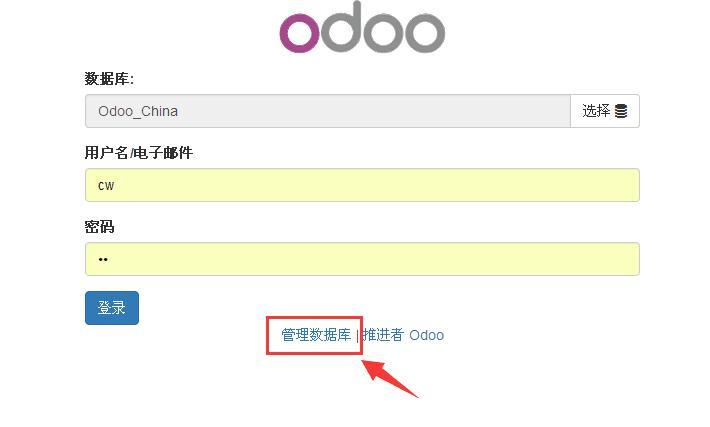 odoo
数据库:
Odoo_China 选择
用户名/电子邮件
cw
密码
••
登录
管理数据库 | 推进者 Odoo